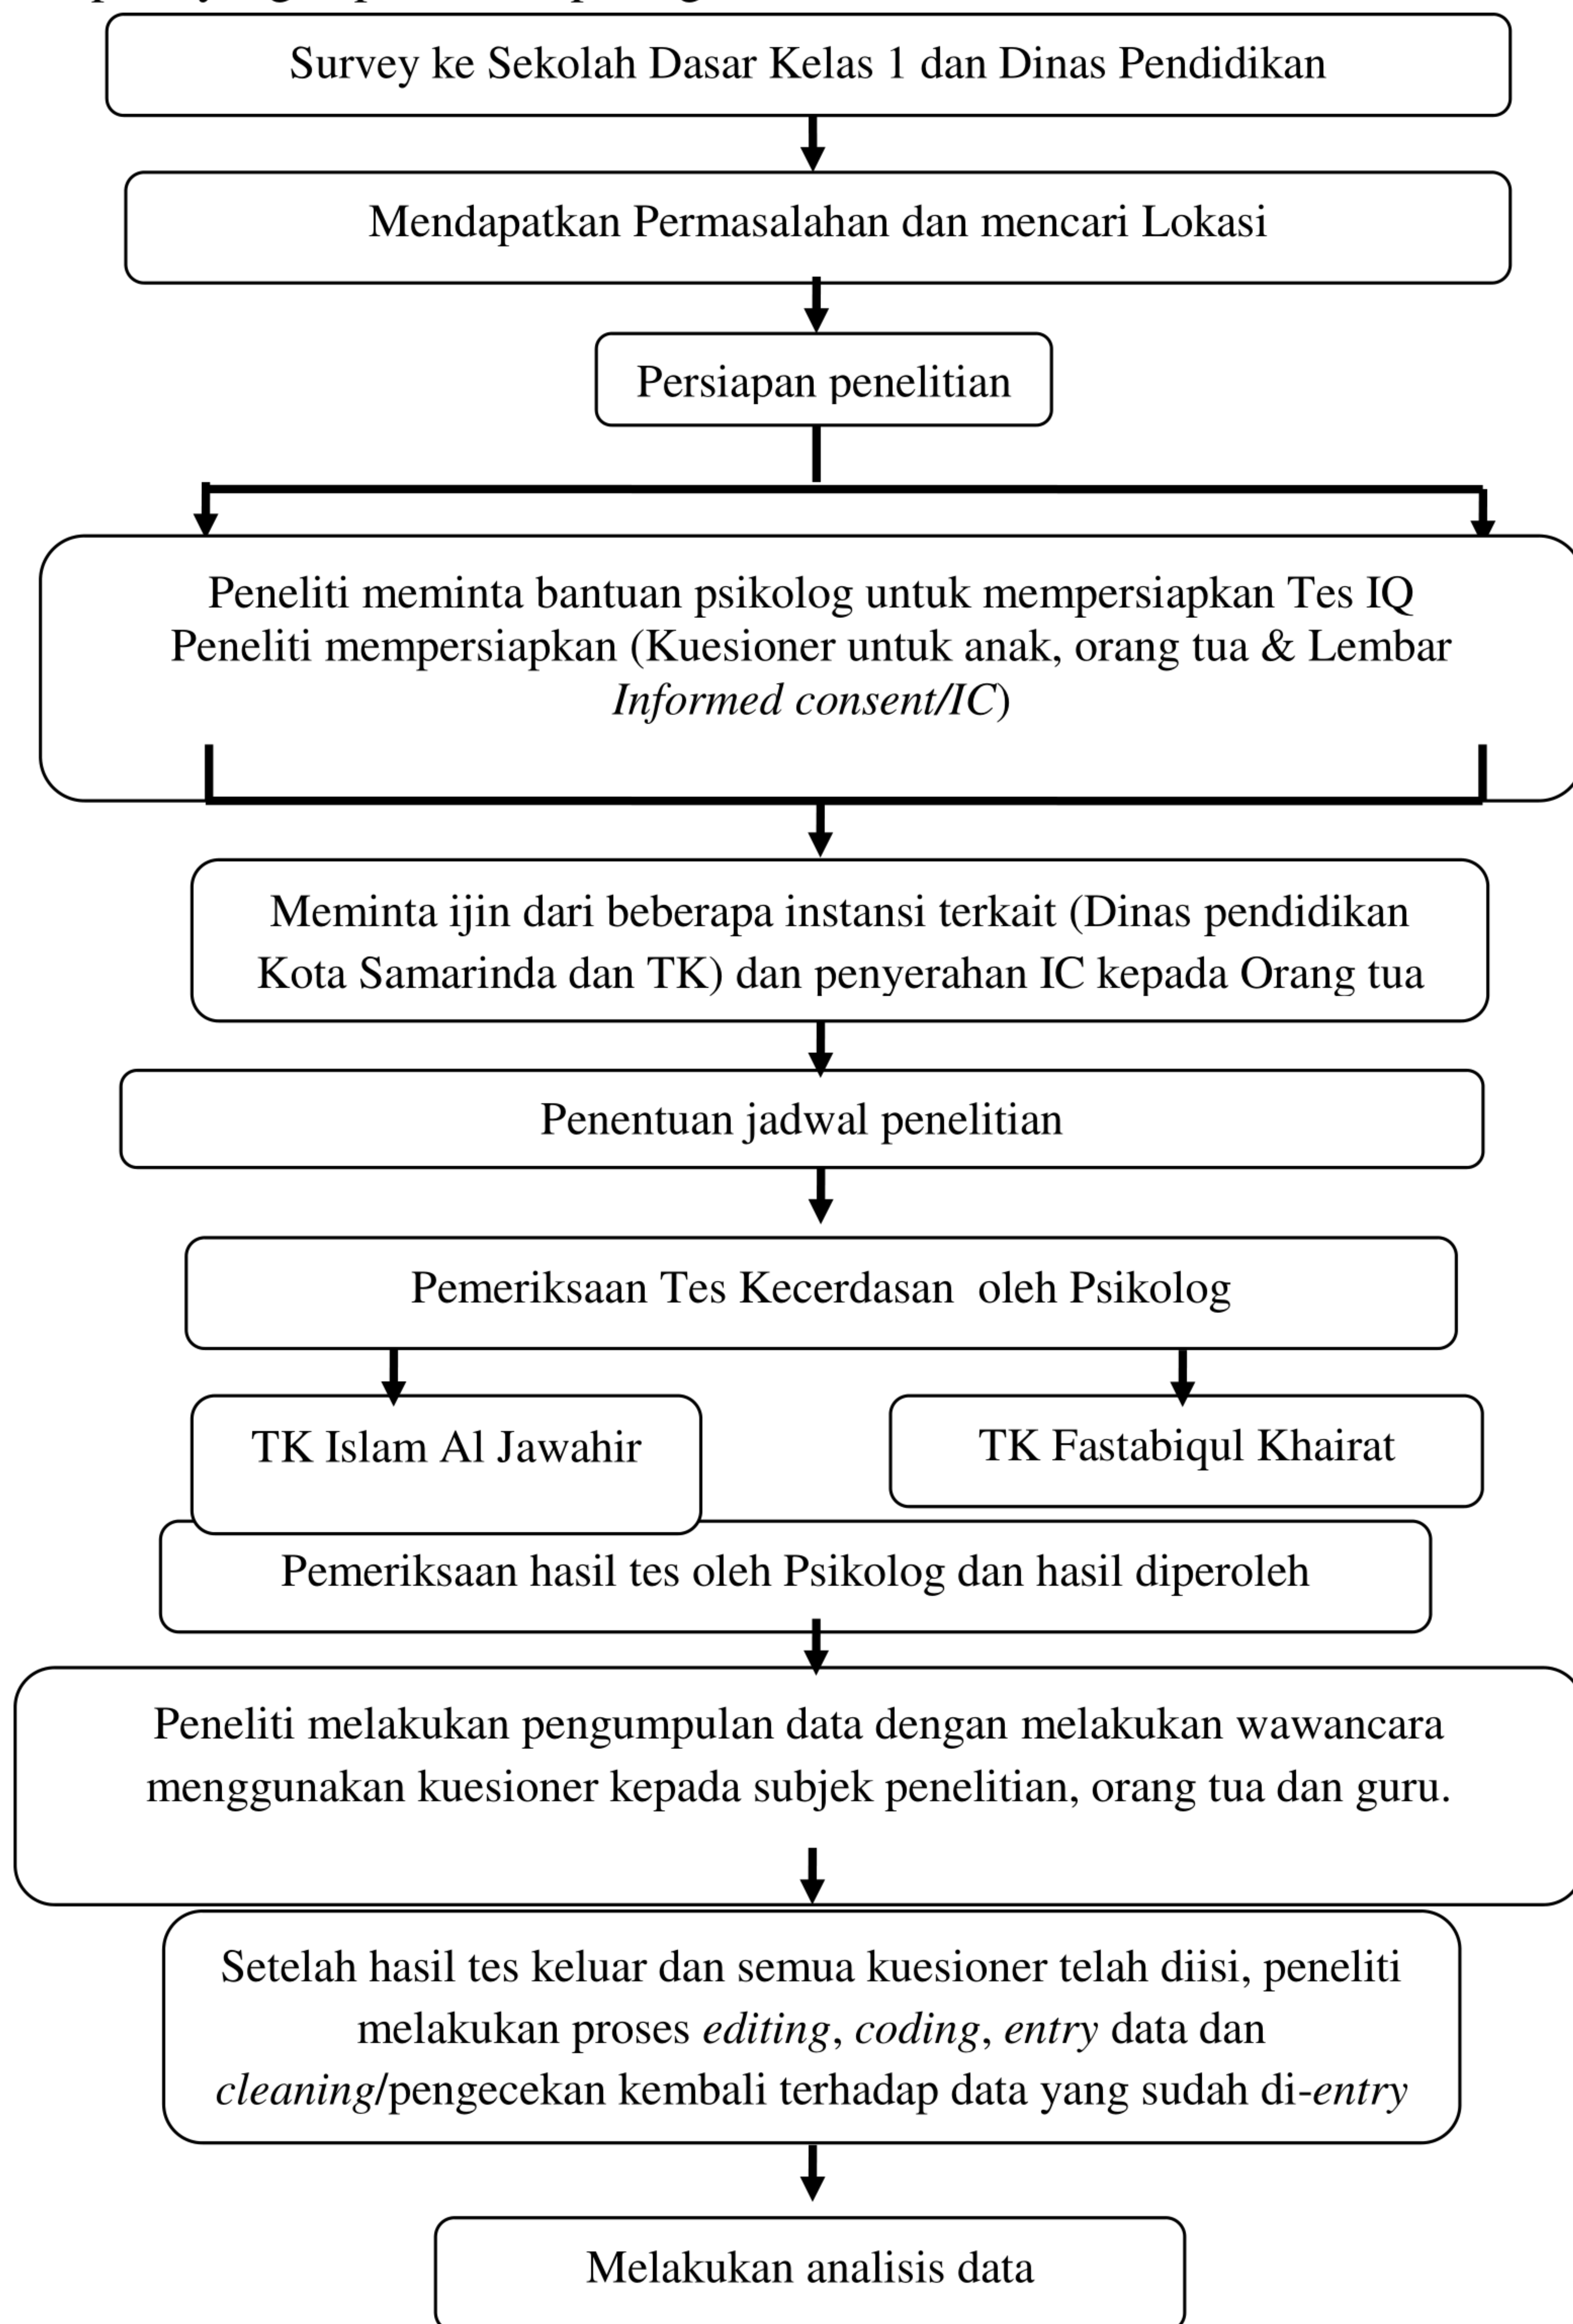 Survey ke Sekolah Dasar Kelas 1 dan Dinas Pendidikan
Mendapatkan Permasalahan dan mencari Lokasi
Persiapan penelitian
Peneliti meminta bantuan psikolog untuk mempersiapkan Tes IQ
Peneliti mempersiapkan (Kuesioner untuk anak, orang tua & Lembar
Informed consent/IC)
Meminta ijin dari beberapa instansi terkait (Dinas pendidikan
Kota Samarinda dan TK) dan penyerahan IC kepada Orang tua
Penentuan jadwal penelitian
Pemeriksaan Tes Kecerdasan  oleh Psikolog
TK Islam Al Jawahir
TK Fastabiqul Khairat
Pemeriksaan hasil tes oleh Psikolog dan hasil diperoleh
Peneliti melakukan pengumpulan data dengan melakukan wawancara
menggunakan kuesioner kepada subjek penelitian, orang tua dan guru.
Setelah hasil tes keluar dan semua kuesioner telah diisi, peneliti
melakukan proses editing, coding, entry data dan
cleaning/pengecekan kembali terhadap data yang sudah di-entry
Melakukan analisis data